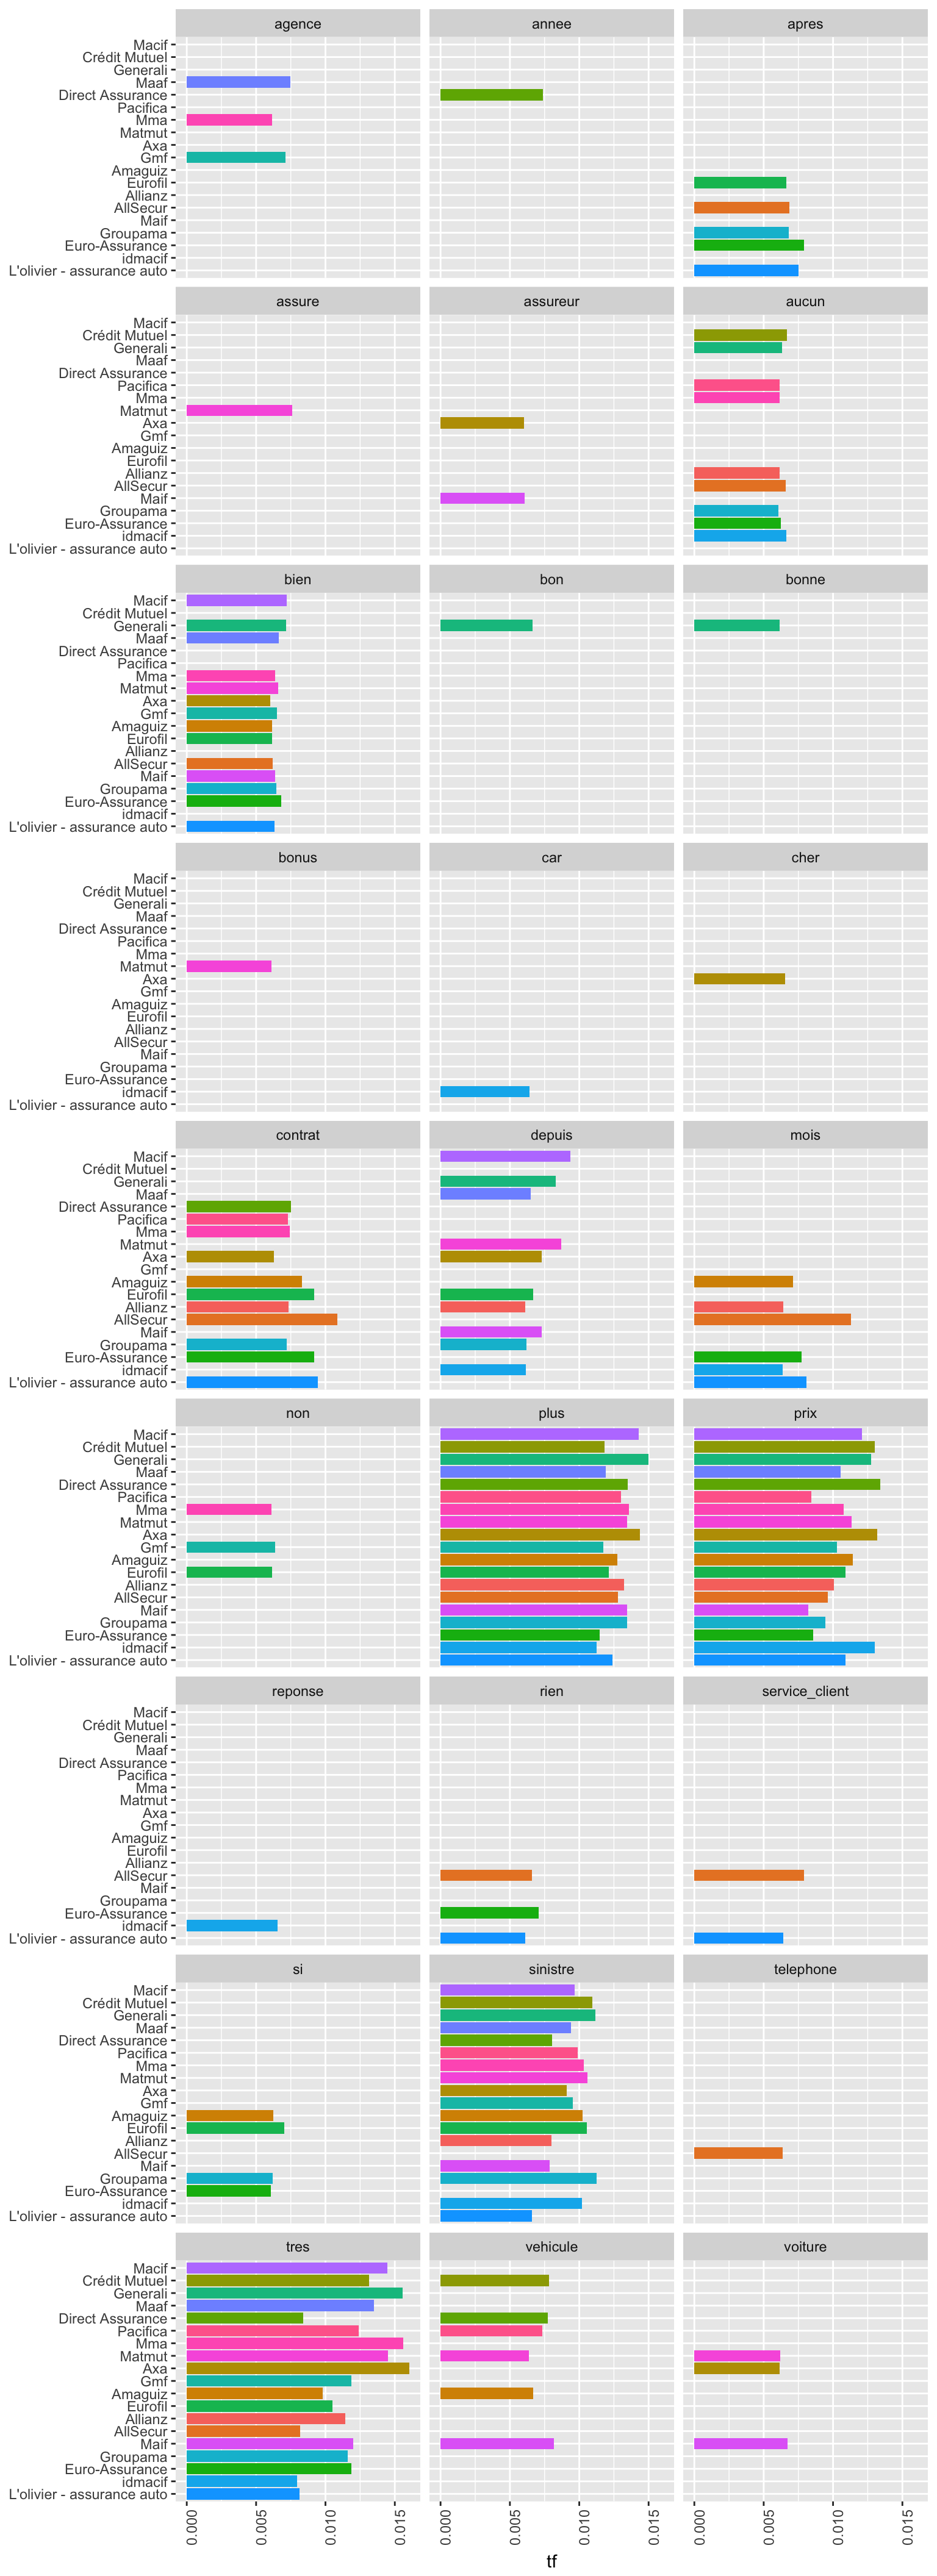 agence annee apres
Macif
Crédit Mutuel
Generali
Maaf
Direct Assurance
Pacifica
Mma
Matmut
Axa
Gmf
Amaguiz
Eurofil
Allianz
AllSecur
Maif
Groupama
Euro-Assurance
idmacif
L'olivier - assurance auto
assure assureur aucun
Macif
Crédit Mutuel
Generali
Maaf
Direct Assurance
Pacifica
Mma
Matmut
Axa
Gmf
Amaguiz
Eurofil
Allianz
AllSecur
Maif
Groupama
Euro-Assurance
idmacif
L'olivier - assurance auto
bien bon bonne
Macif
Crédit Mutuel
Generali
Maaf
Direct Assurance
Pacifica
Mma
Matmut
Axa
Gmf
Amaguiz
Eurofil
Allianz
AllSecur
Maif
Groupama
Euro-Assurance
idmacif
L'olivier - assurance auto
bonus car cher
Macif
Crédit Mutuel
Generali
Maaf
Direct Assurance
Pacifica
Mma
Matmut
Axa
Gmf
Amaguiz
Eurofil
Allianz
AllSecur
Maif
Groupama
Euro-Assurance
idmacif
L'olivier - assurance auto
contrat depuis mois
Macif
Crédit Mutuel
Generali
Maaf
Direct Assurance
Pacifica
Mma
Matmut
Axa
Gmf
Amaguiz
Eurofil
Allianz
AllSecur
Maif
Groupama
Euro-Assurance
idmacif
L'olivier - assurance auto
non plus prix
Macif
Crédit Mutuel
Generali
Maaf
Direct Assurance
Pacifica
Mma
Matmut
Axa
Gmf
Amaguiz
Eurofil
Allianz
AllSecur
Maif
Groupama
Euro-Assurance
idmacif
L'olivier - assurance auto
reponse rien service_client
Macif
Crédit Mutuel
Generali
Maaf
Direct Assurance
Pacifica
Mma
Matmut
Axa
Gmf
Amaguiz
Eurofil
Allianz
AllSecur
Maif
Groupama
Euro-Assurance
idmacif
L'olivier - assurance auto
si sinistre telephone
Macif
Crédit Mutuel
Generali
Maaf
Direct Assurance
Pacifica
Mma
Matmut
Axa
Gmf
Amaguiz
Eurofil
Allianz
AllSecur
Maif
Groupama
Euro-Assurance
idmacif
L'olivier - assurance auto
tres vehicule voiture
Macif
Crédit Mutuel
Generali
Maaf
Direct Assurance
Pacifica
Mma
Matmut
Axa
Gmf
Amaguiz
Eurofil
Allianz
AllSecur
Maif
Groupama
Euro-Assurance
idmacif
L'olivier - assurance auto
0.000 0.005 0.010 0.015 0.000 0.005 0.010 0.015 0.000 0.005 0.010 0.015
tf